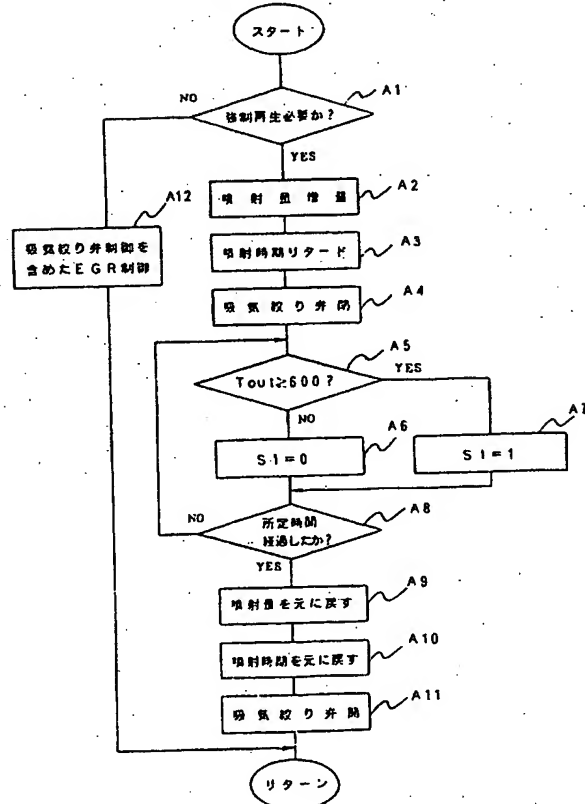 スタート
A1
NO
強制再生必要か?
YES
A12
A2
噴射量増量
吸気絞り弁制御を
含めたEGR制御
A3
噴射時期リタード
A4
吸気絞り弁閉
A5
Tout≥600?
YES
NO
A6
A7
SI=0
SI=1
A8
NO
所定時間
経過したか?
YES
A9
噴射量を元に戻す
A10
噴射時期を元に戻す
A11
吸気絞り弁開
リターン